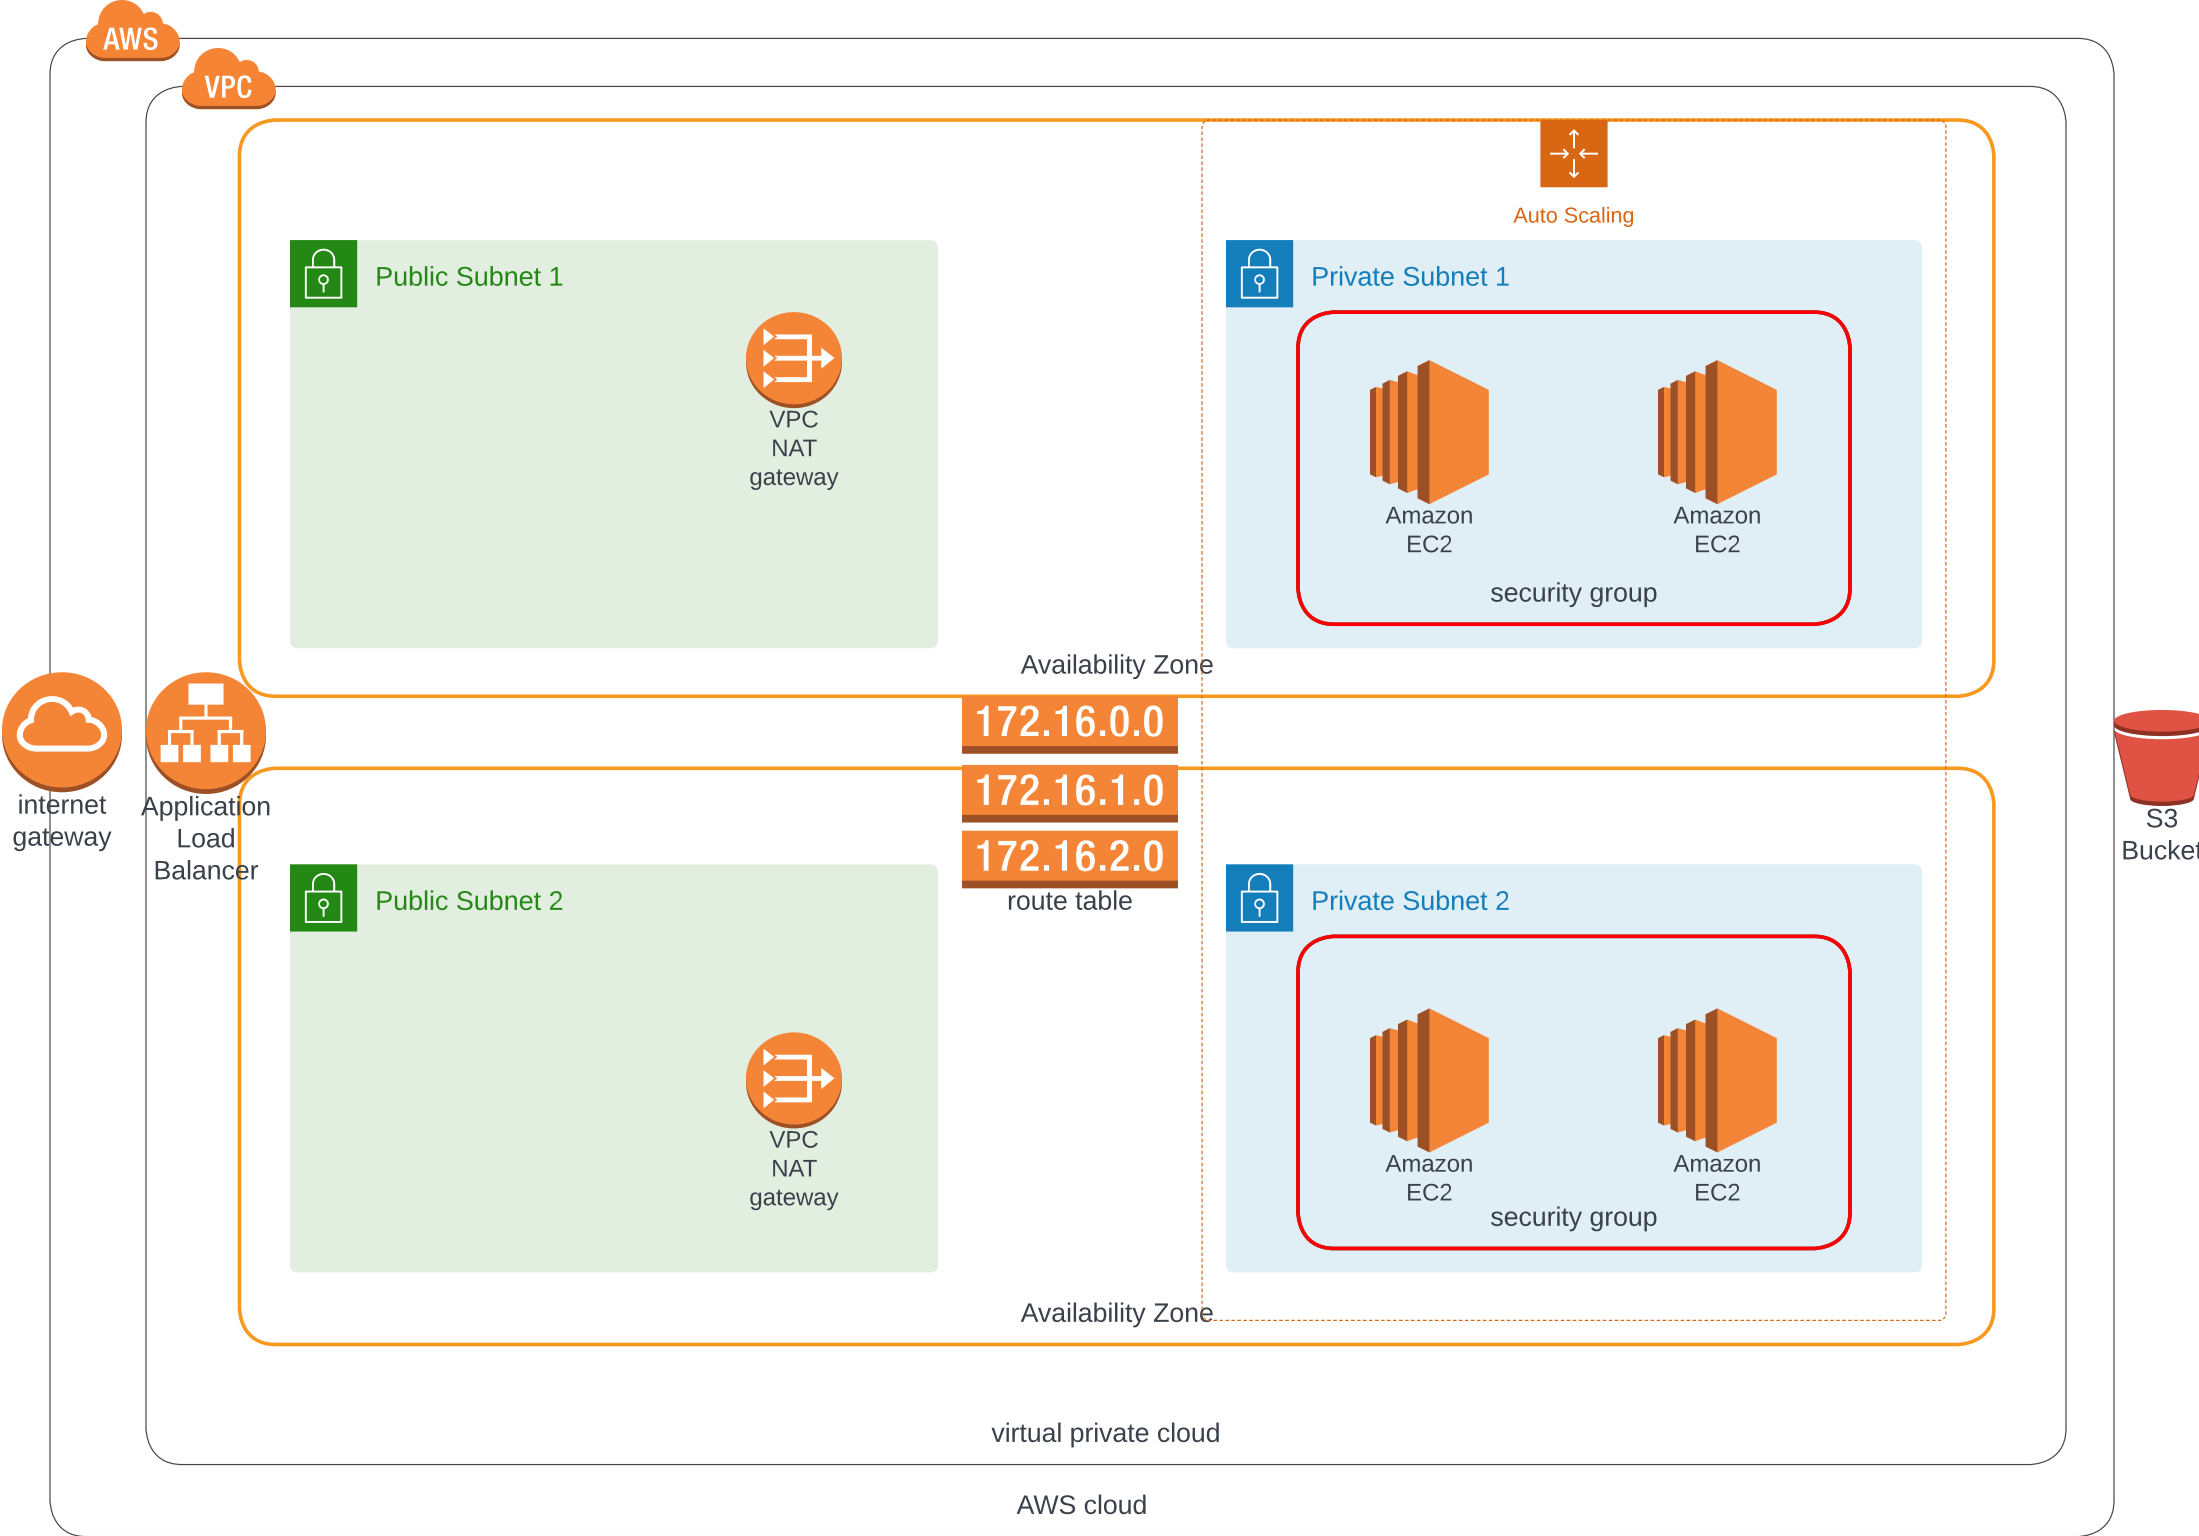 AWS
VPC
Auto Scaling
Public Subnet 1
Private Subnet 1
VPC
NAT
gateway
Amazon
EC2
Amazon
EC2
security group
Availability Zone
172.16.0.0
172.16.1.0
172.16.2.0
route table
internet
gateway
Application
Load
Balancer
S3
Bucket
Public Subnet 2
Private Subnet 2
VPC
NAT
gateway
Amazon
EC2
Amazon
EC2
security group
Availability Zone
virtual private cloud
AWS cloud